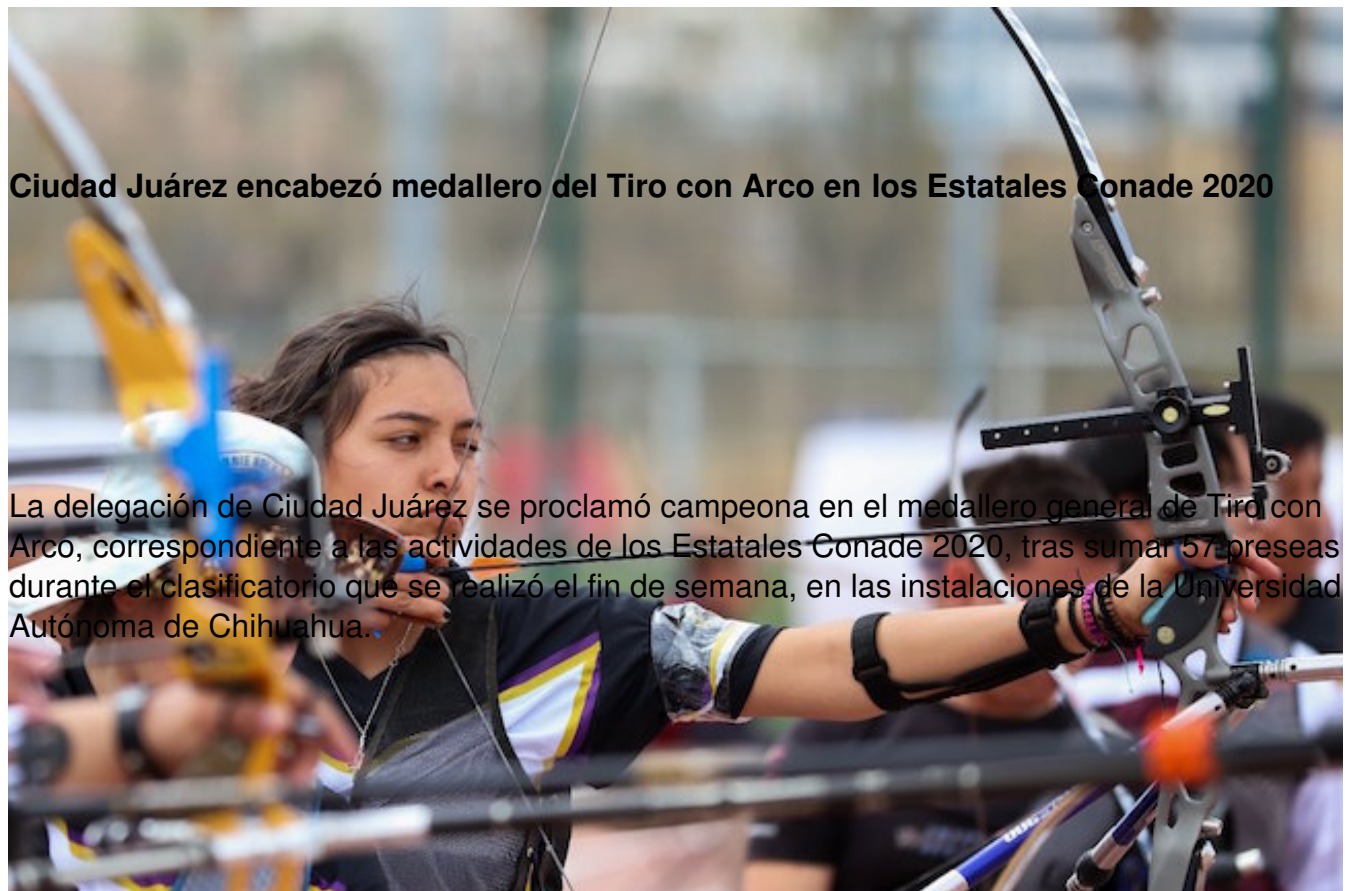 Ciudad Juárez encabezó medallero del Tiro con Arco en los Estatales Conade 2020
La delegación de Ciudad Juárez se proclamó campeona en el medallero general de Tiro con
Arco, correspondiente a las actividades de los Estatales Conade 2020, tras sumar 57 preseas
durante el clasificatorio que se realizó el fin de semana, en las instalaciones de la Universidad
Autónoma de Chihuahua.